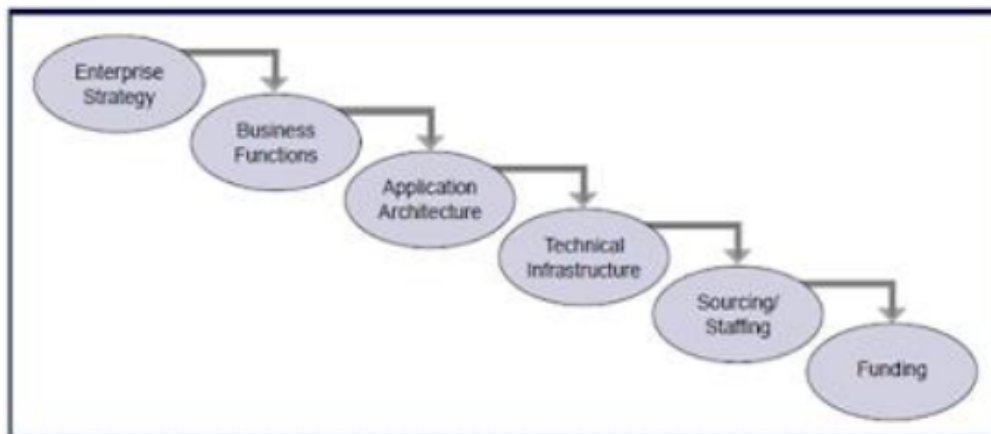 Enterprise
Strategy
Business
Functions
Application
Architecture
Technical
Infrastructure
Sourcing/
Staffing
Funding